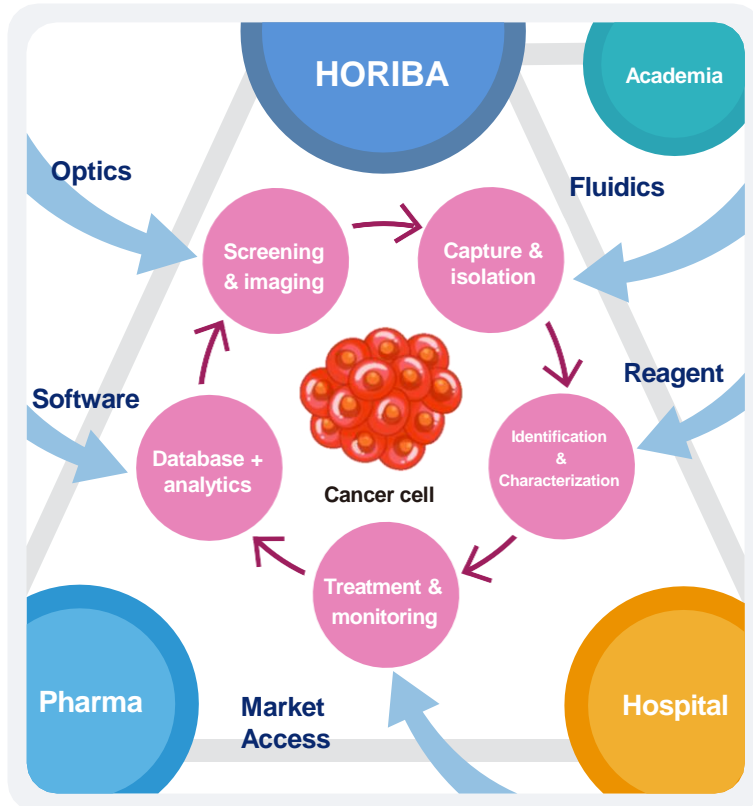 HORIBA
Academia
Optics
Fluidics
Screening
& imaging
Capture &
isolation
Software
Reagent
Database +
analytics
Identification
&
Characterization
Cancer cell
Treatment &
monitoring
Pharma
Market
Access
Hospital